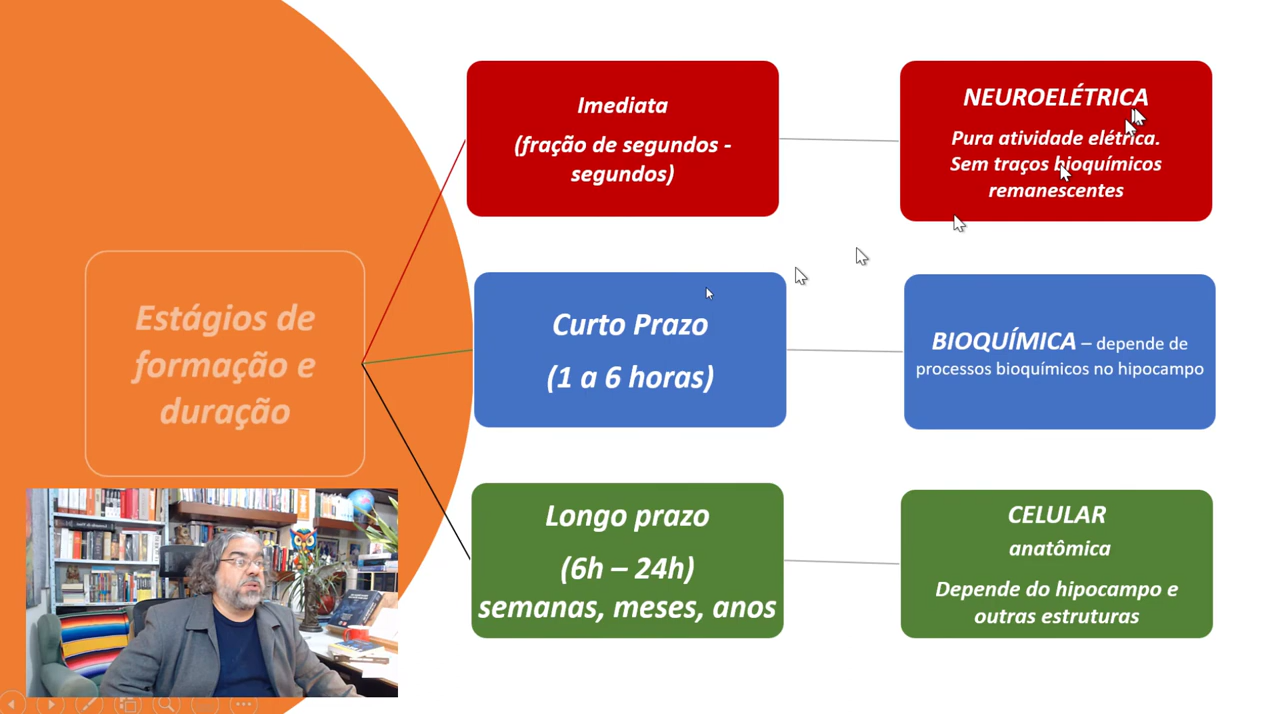 Estágios de
formação e
duração
Imediata
(fração de segundos -
segundos)
NEUROELÉTRICA
Pura atividade elétrica.
Sem traços bioquímicos
remanescentes
Curto Prazo
(1 a 6 horas)
BIOQUÍMICA – depende de
processos bioquímicos no hipocampo
Longo prazo
(6h – 24h)
semanas, meses, anos
CELULAR
anatômica
Depende do hipocampo e
outras estruturas